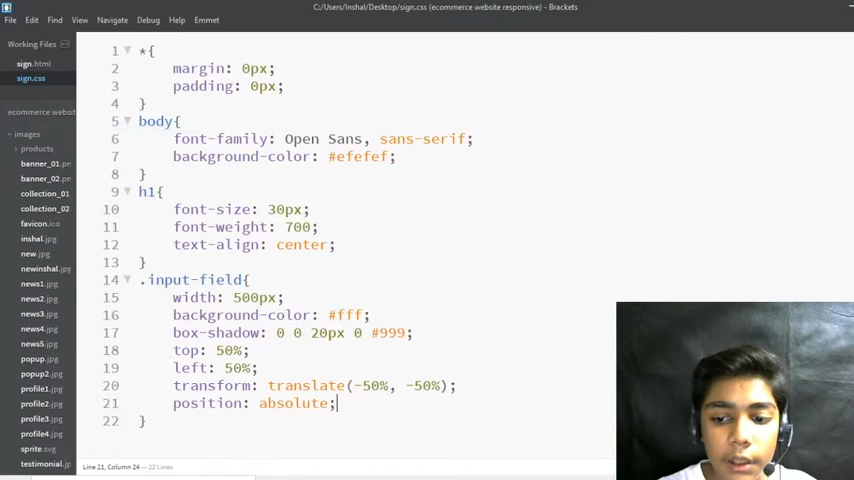 C:/Users/Inshal/Desktop/sign.css (ecommerce website responsive) - Brackets
File Edit Find View Navigate Debug Help Emmet
Working Files
sign.html
sign.css
ecommerce websit
images
products
banner_01.pn
banner_02.pn
collection_01
collection_02
favicon.ico
inshal.jpg
new.jpg
newinshal.jpg
news1.jpg
news2.jpg
news3.jpg
news4.jpg
news5.jpg
popup.jpg
popup2.jpg
profile1.jpg
profile2.jpg
profile3.jpg
profile4.jpg
sprite.svg
testimonial.jp
1 *{
2 margin: 0px;
3 padding: 0px;
4 }
5 body{
6 font-family: Open Sans, sans-serif;
7 background-color: #efefef;
8 }
9 h1{
10 font-size: 30px;
11 font-weight: 700;
12 text-align: center;
13 }
14 .input-field{
15 width: 500px;
16 background-color: #fff;
17 box-shadow: 0 0 20px 0 #999;
18 top: 50%;
19 left: 50%;
20 transform: translate(-50%, -50%);
21 position: absolute;
22 }
Line 21, Column 24 — 22 Lines